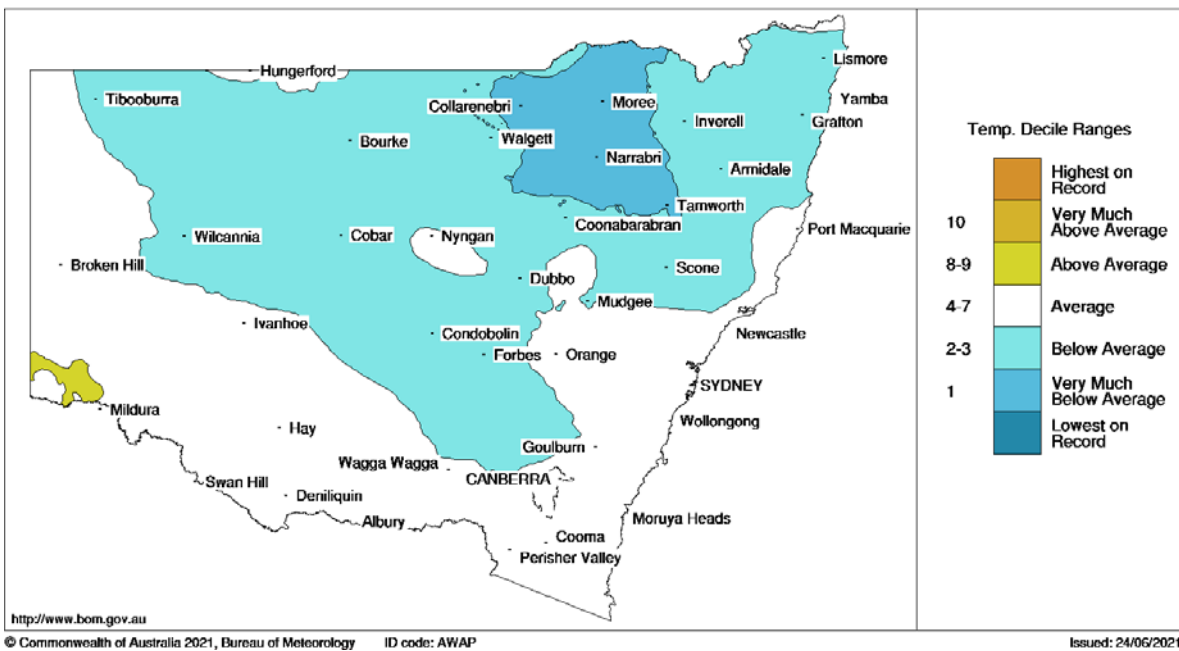 Hungerford
Tibooburra
Collarenebri
Moree
Lismore
Yamba
Grafton
Inverell
Walgett
Bourke
Narrabri
Armidale
Tamworth
Coonabarabran
Port Macquarie
Wilcannia
Cobar
Nyngan
Broken Hill
Dubbo
Scone
Mudgee
Ivanhoe
Condobolin
Newcastle
Forbes
Orange
SYDNEY
Mildura
Wollongong
Hay
Goulburn
Wagga Wagga
CANBERRA
Swan Hill
Deniliquin
Albury
Moruya Heads
Cooma
Perisher Valley
http://www.bom.gov.au
Temp. Decile Ranges
Highest on
Record
10 Very Much
Above Average
8-9 Above Average
4-7 Average
2-3 Below Average
1 Very Much
Below Average
Lowest on
Record
© Commonwealth of Australia 2021, Bureau of Meteorology ID code: AWAP Issued: 24/06/2021